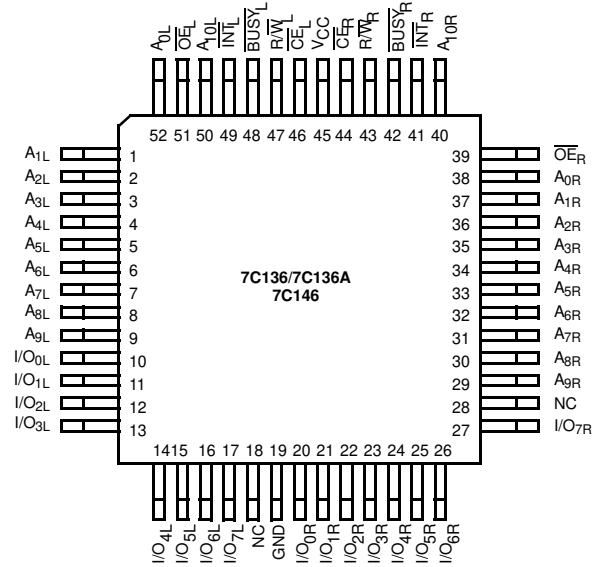 A0L
OEL
A10L
INTL
BUSYL
R/WL
CEL
VCC
CER
R/WR
BUSYR
INTR
A10R
52 51 50 49 48 47 46 45 44 43 42 41 40
A1L 1
A2L 2
A3L 3
A4L 4
A5L 5
A6L 6
A7L 7
A8L 8
A9L 9
I/O0L 10
I/O1L 11
I/O2L 12
I/O3L 13
7C136/7C136A
7C146
39 OER
38 A0R
37 A1R
36 A2R
35 A3R
34 A4R
33 A5R
32 A6R
31 A7R
30 A8R
29 A9R
28 NC
27 I/O7R
14 15 16 17 18 19 20 21 22 23 24 25 26
I/O4L
I/O5L
I/O6L
I/O7L
NC
GND
I/O0R
I/O1R
I/O2R
I/O3R
I/O4R
I/O5R
I/O6R